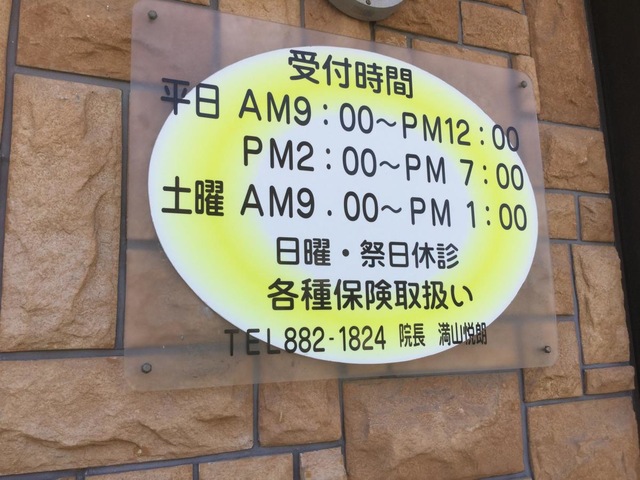 受付時間
平日 AM9:00～PM12:00
PM2:00～PM 7:00
土曜 AM9.00～PM 1:00
日曜・祭日休診
各種保険取扱い
TEL882-1824 院長 満山悦朗